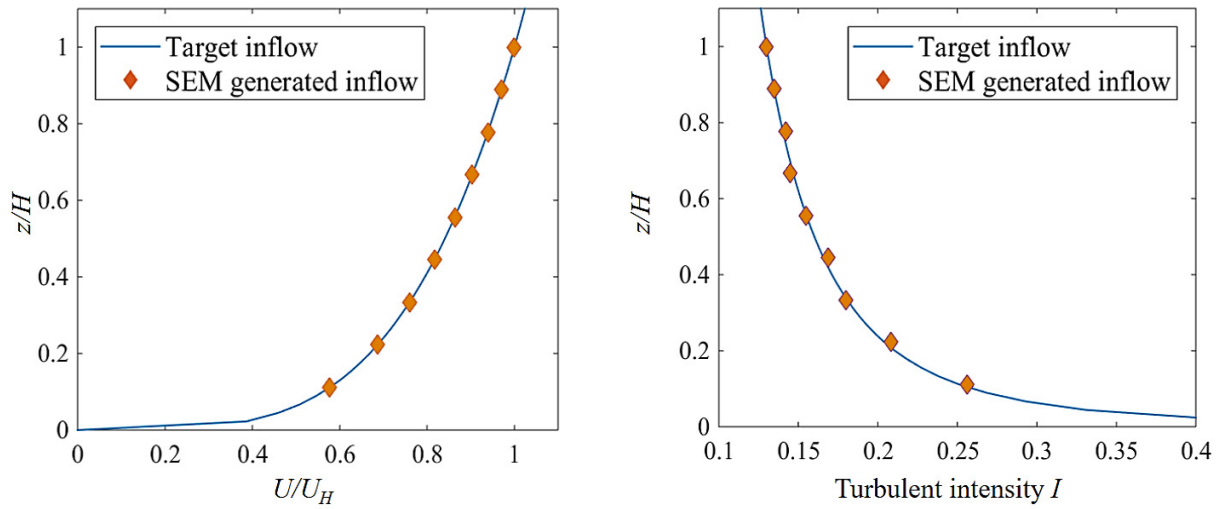 Target inflow
SEM generated inflow
1
0.8
0.6
0.4
0.2
0
z/H
0 0.2 0.4 0.6 0.8 1
U/U_H
Target inflow
SEM generated inflow
1
0.8
0.6
0.4
0.2
0
z/H
0.1 0.15 0.2 0.25 0.3 0.35 0.4
Turbulent intensity I